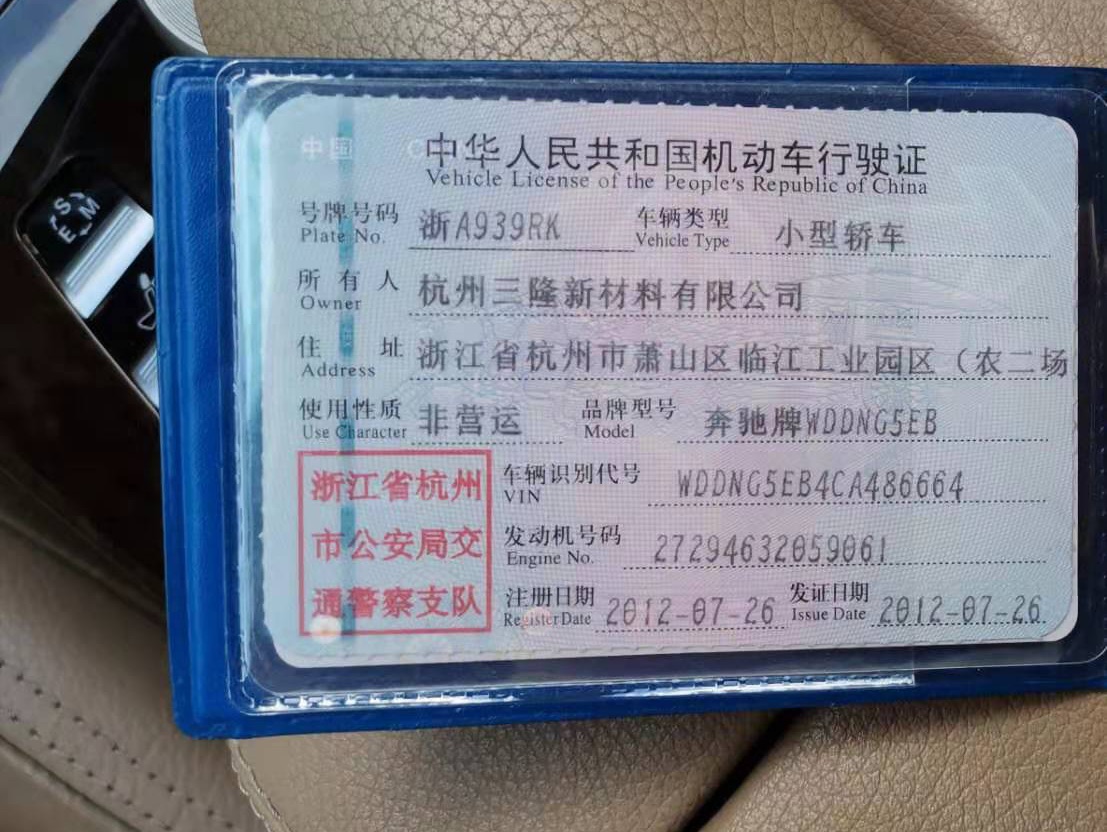 中国
中华人民共和国机动车行驶证
Vehicle License of the People's Republic of China
号牌号码 浙A939RK 车辆类型 小型轿车
Plate No. Vehicle Type
所有人 杭州三隆新材料有限公司
Owner
住址 浙江省杭州市萧山区临江工业园区（农二场
Address
使用性质 非营运 品牌型号 奔驰牌WDDNG5EB
Use Character Model
浙江省杭州
市公安局交
通警察支队
车辆识别代号 WDDNG5EB4CA486664
VIN
发动机号码 27294632059061
Engine No.
注册日期 2012-07-26 发证日期 2012-07-26
Register Date Issue Date
S
E
M